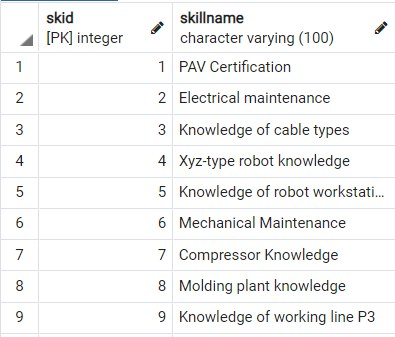 skid skillname
[PK] integer character varying (100)
1 1 PAV Certification
2 2 Electrical maintenance
3 3 Knowledge of cable types
4 4 Xyz-type robot knowledge
5 5 Knowledge of robot workstati...
6 6 Mechanical Maintenance
7 7 Compressor Knowledge
8 8 Molding plant knowledge
9 9 Knowledge of working line P3